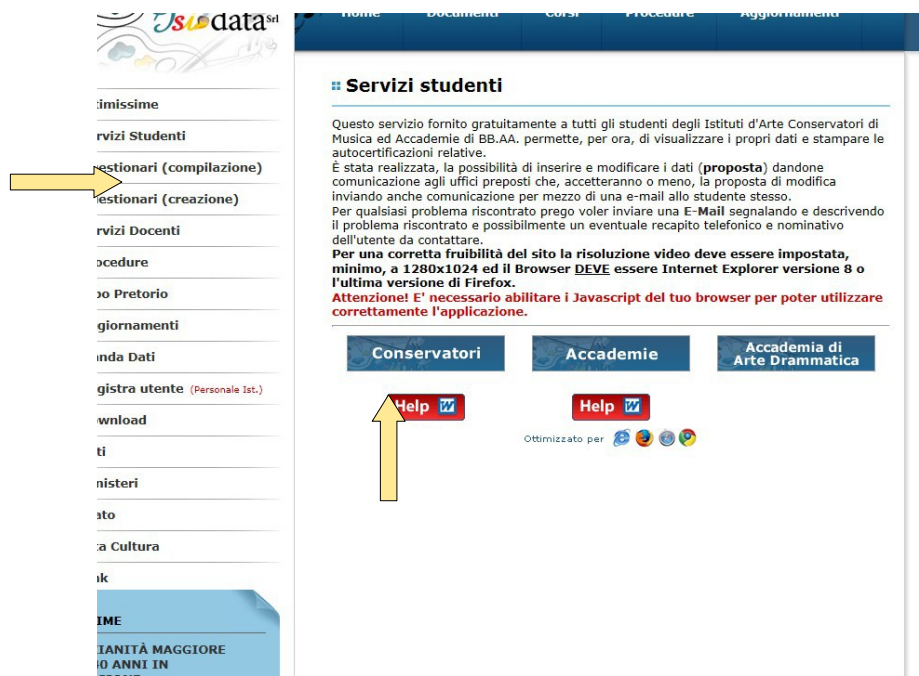 Isidata Srl
Home Documenti Corsi Procedure Aggiornamenti
timissime
rvizi Studenti
estionari (compilazione)
estionari (creazione)
rvizi Docenti
ocedure
bo Pretorio
ggiornamenti
anda Dati
gistra utente (Personale Ist.)
wnload
ti
nisteri
ato
ta Cultura
nk
IME
IANITÀ MAGGIORE
0 ANNI IN
Servizi studenti
Questo servizio fornito gratuitamente a tutti gli studenti degli Istituti d'Arte Conservatori di
Musica ed Accademie di BB.AA. permette, per ora, di visualizzare i propri dati e stampare le
autocertificazioni relative.
È stata realizzata, la possibilità di inserire e modificare i dati (proposta) dandone
comunicazione agli uffici preposti che, accetteranno o meno, la proposta di modifica
inviando anche comunicazione per mezzo di una e-mail allo studente stesso.
Per qualsiasi problema riscontrato prego voler inviare una E-Mail segnalando e descrivendo
il problema riscontrato e possibilmente un eventuale recapito telefonico e nominativo
dell'utente da contattare.
Per una corretta fruibilità del sito la risoluzione video deve essere impostata,
minimo, a 1280x1024 ed il Browser DEVE essere Internet Explorer versione 8 o
l'ultima versione di Firefox.
Attenzione! E' necessario abilitare i Javascript del tuo browser per poter utilizzare
correttamente l'applicazione.
Conservatori
Accademie
Accademia di
Arte Drammatica
Help
Help
Ottimizzato per